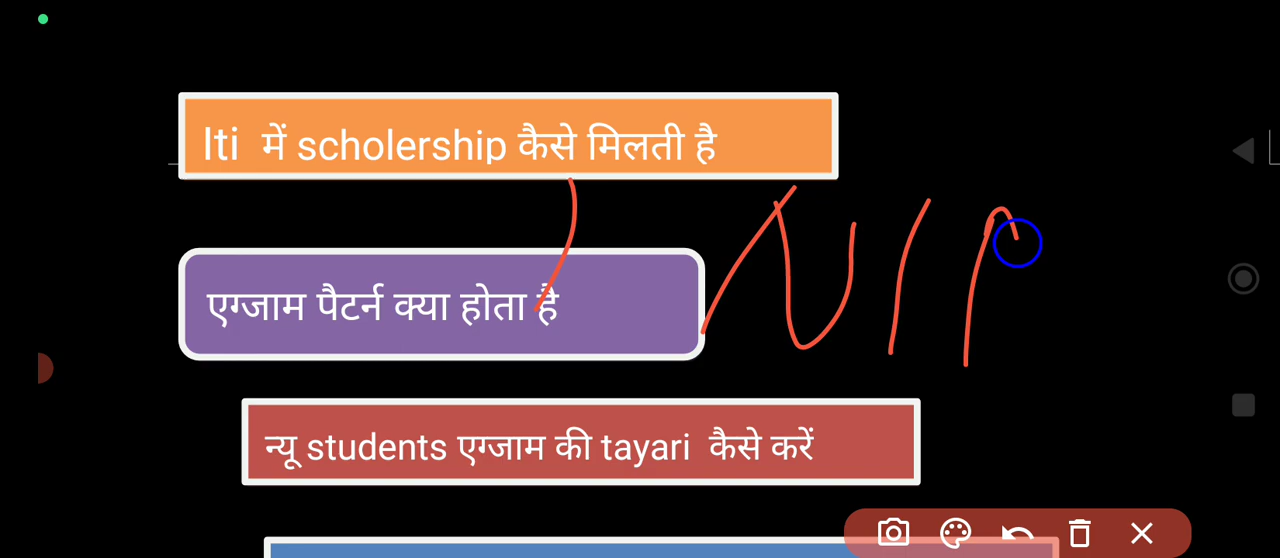 Iti में scholership कैसे मिलती है
एग्जाम पैटर्न क्या होता है
न्यू students एग्जाम की tayari कैसे करें